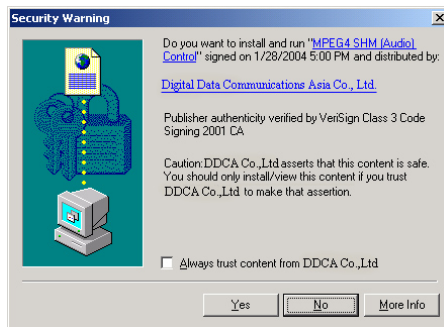 Security Warning
Do you want to install and run "MPEG4 SHM (Audio)
Control" signed on 1/28/2004 5:00 PM and distributed by:
Digital Data Communications Asia Co., Ltd.
Publisher authenticity verified by VeriSign Class 3 Code
Signing 2001 CA
Caution:DDCA Co.,Ltd asserts that this content is safe.
You should only install/view this content if you trust
DDCA Co.,Ltd to make that assertion.
Always trust content from DDCA Co.,Ltd
Yes No More Info